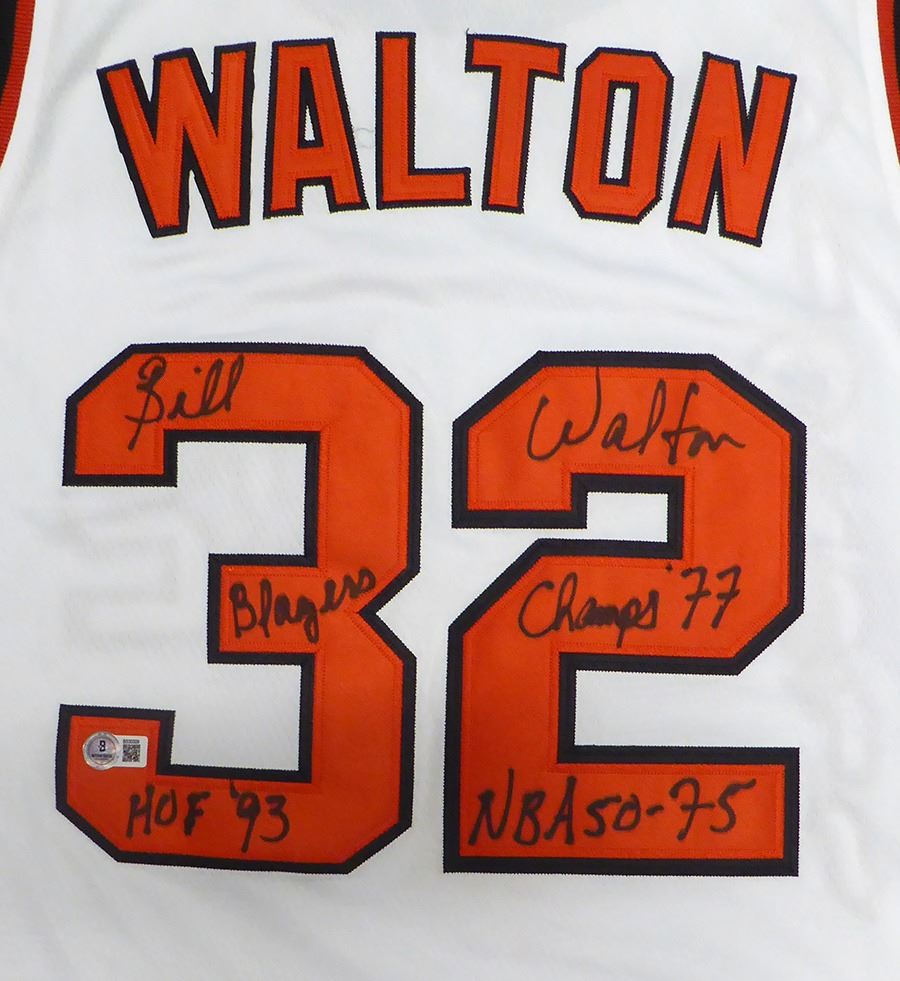 WALTON
32
Bill Walton
Blazers Champs '77
HOF '93 NBA 50-75